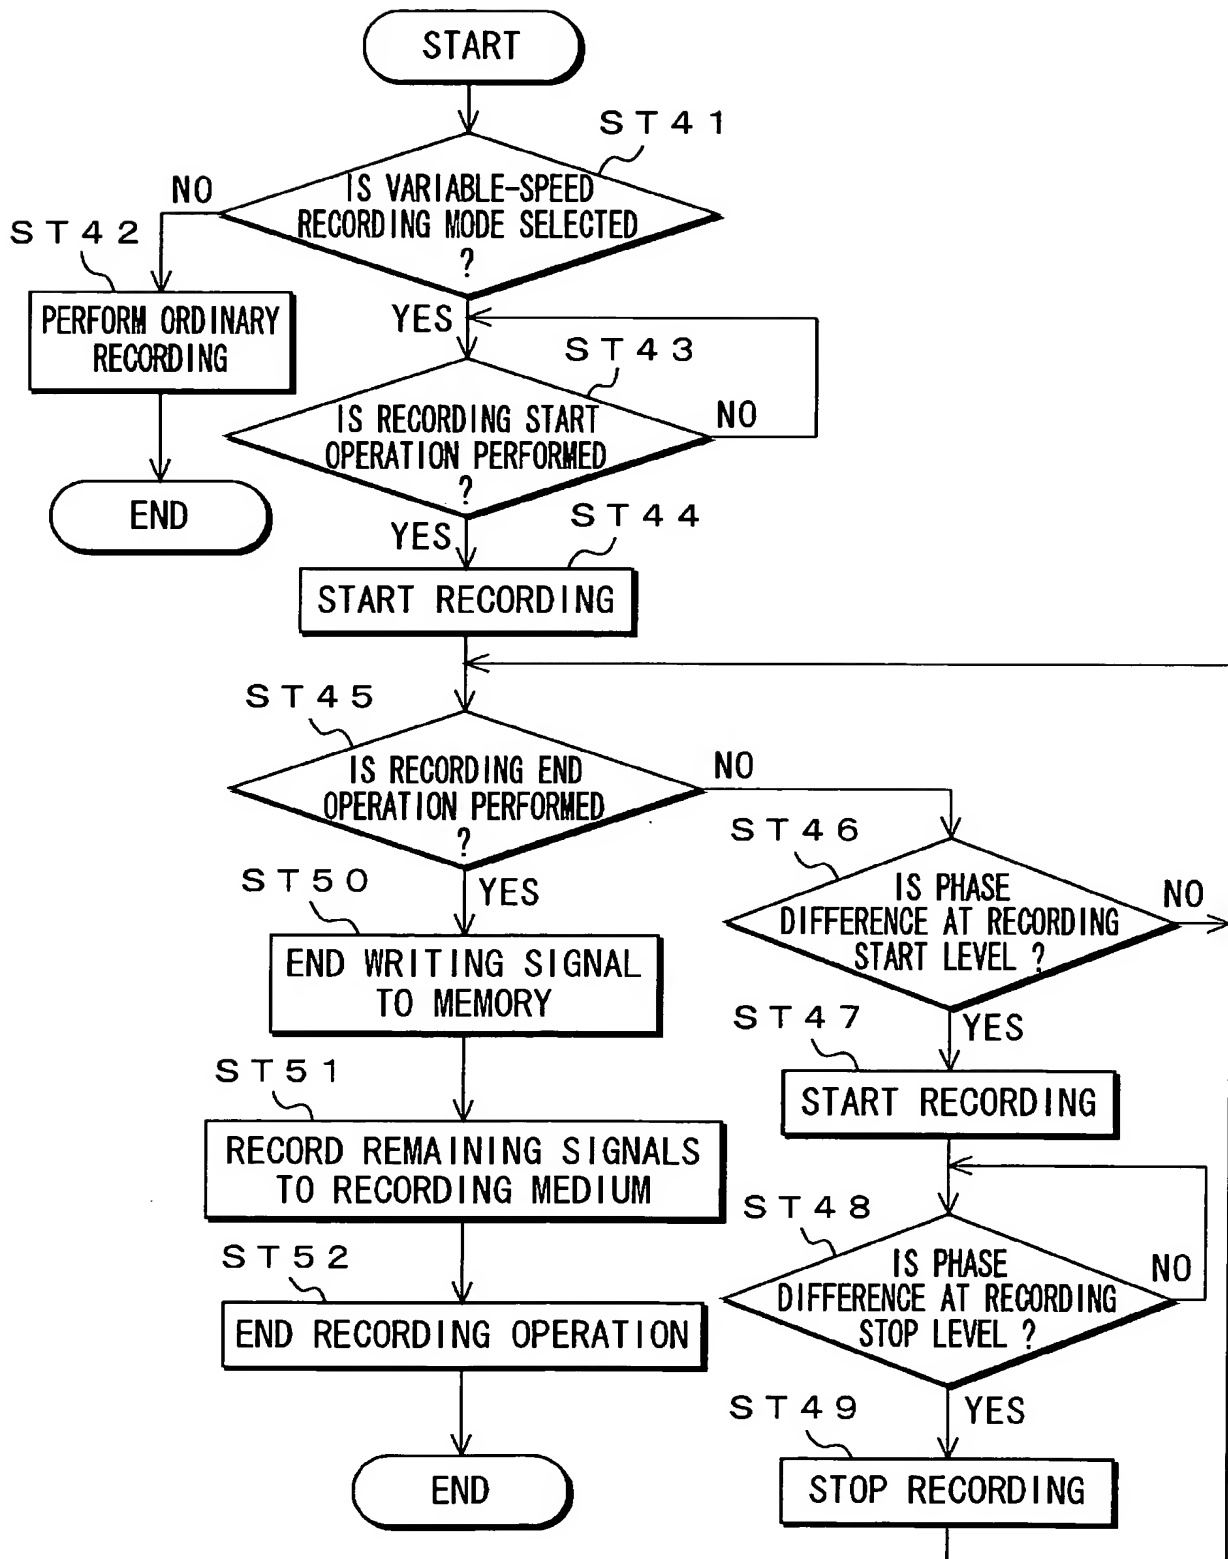 START
ST41
IS VARIABLE-SPEED
RECORDING MODE SELECTED
?
NO
YES
ST42
PERFORM ORDINARY
RECORDING
END
ST43
IS RECORDING START
OPERATION PERFORMED
?
NO
YES
ST44
START RECORDING
ST45
IS RECORDING END
OPERATION PERFORMED
?
NO
YES
ST46
IS PHASE
DIFFERENCE AT RECORDING
START LEVEL ?
NO
YES
ST47
START RECORDING
ST48
IS PHASE
DIFFERENCE AT RECORDING
STOP LEVEL ?
NO
YES
ST49
STOP RECORDING
ST50
END WRITING SIGNAL
TO MEMORY
ST51
RECORD REMAINING SIGNALS
TO RECORDING MEDIUM
ST52
END RECORDING OPERATION
END